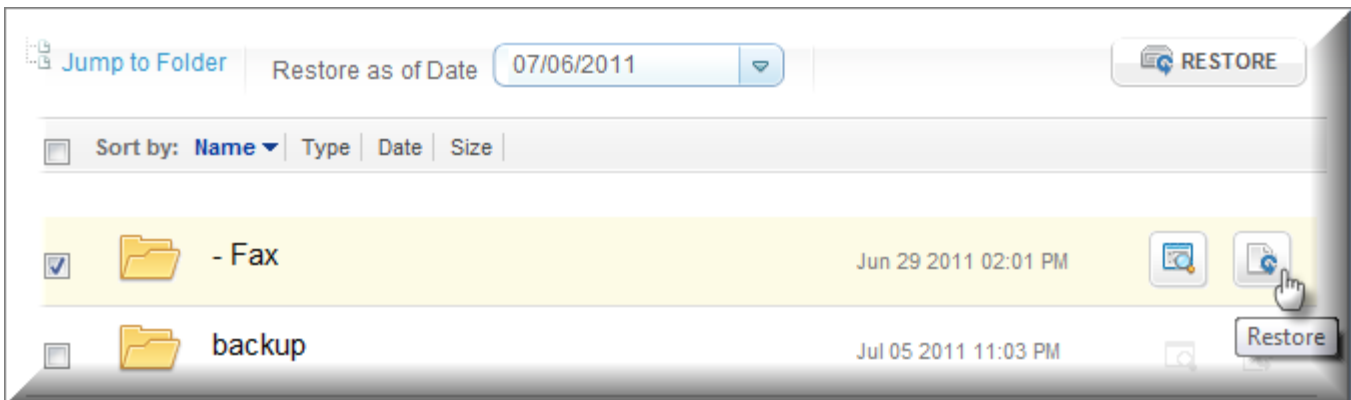 Jump to Folder Restore as of Date 07/06/2011 RESTORE
Sort by: Name Type Date Size
- Fax Jun 29 2011 02:01 PM
Restore
backup Jul 05 2011 11:03 PM